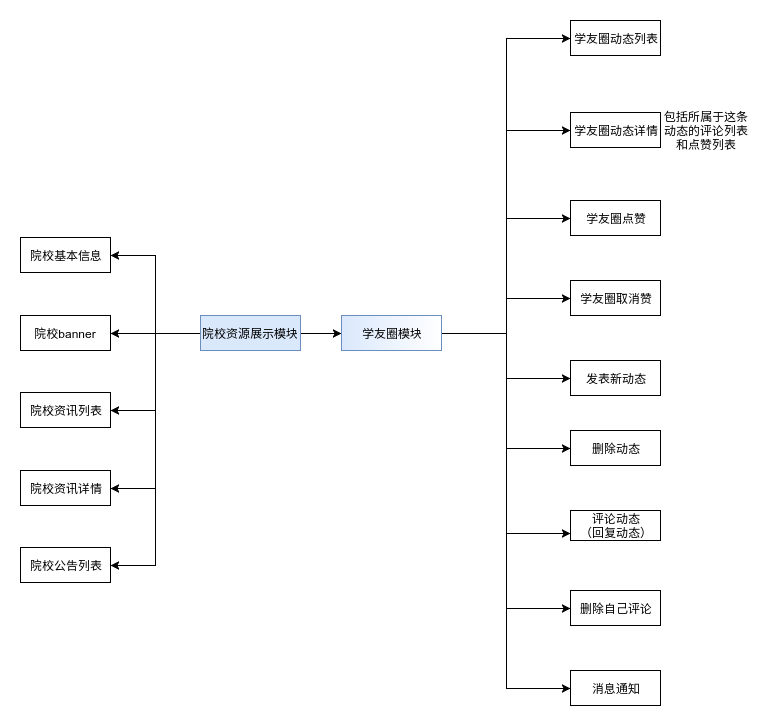 学友圈动态列表
学友圈动态详情
包括所属于这条
动态的评论列表
和点赞列表
学友圈点赞
院校基本信息
学友圈取消赞
院校banner
院校资源展示模块
学友圈模块
发表新动态
院校资讯列表
删除动态
院校资讯详情
评论动态
（回复动态）
院校公告列表
删除自己评论
消息通知